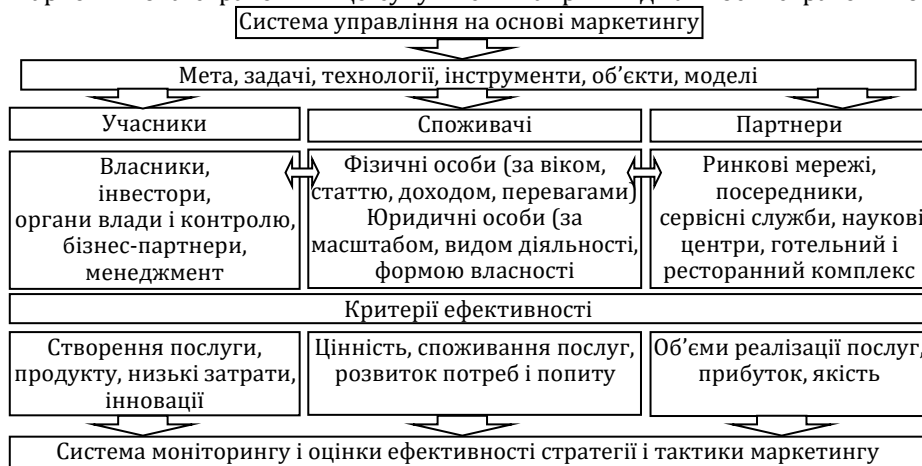 Система управління на основі маркетингу
Мета, задачі, технології, інструменти, об’єкти, моделі
Учасники
Споживачі
Партнери
Власники,
інвестори,
органи влади і контролю,
бізнес-партнери,
менеджмент
Фізичні особи (за віком,
статтю, доходом, перевагами)
Юридичні особи (за
масштабом, видом діяльності,
формою власності
Ринкові мережі,
посередники,
сервісні служби, наукові
центри, готельний і
ресторанний комплекс
Критерії ефективності
Створення послуги,
продукту, низькі затрати,
інновації
Цінність, споживання послуг,
розвиток потреб і попиту
Об’єми реалізації послуг,
прибуток, якість
Система моніторингу і оцінки ефективності стратегії і тактики маркетингу